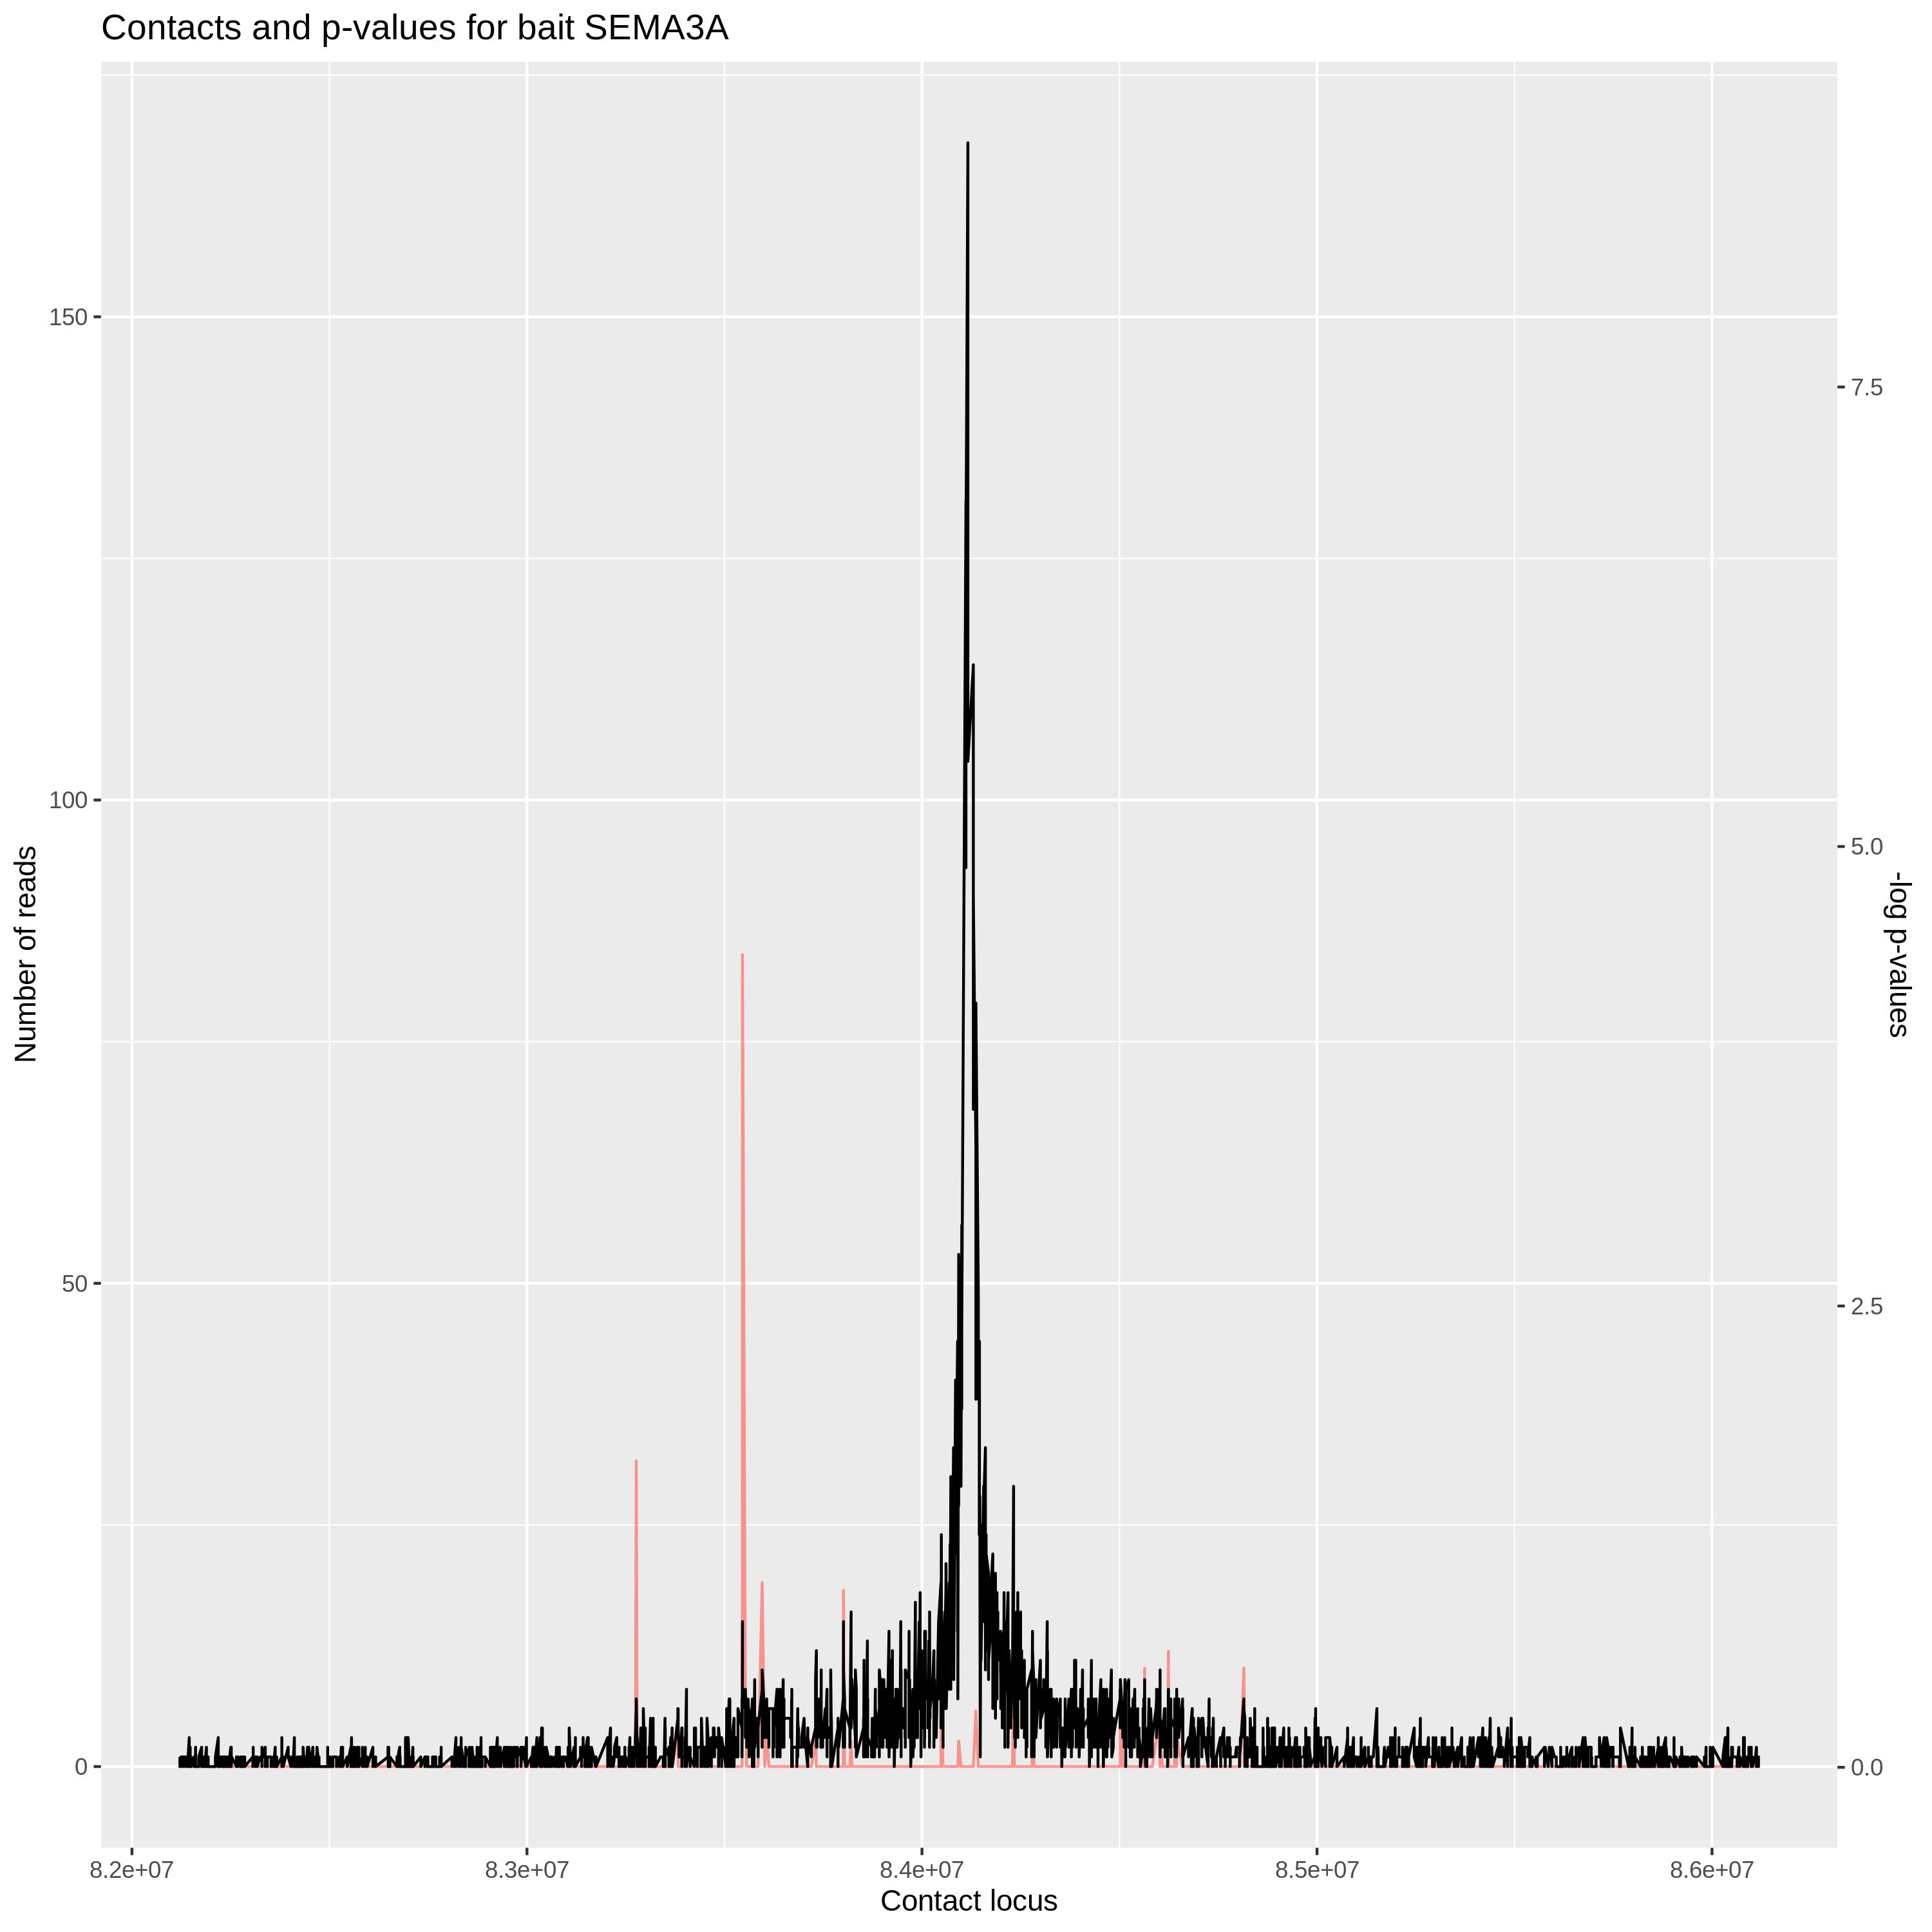 Contacts and p-values for bait SEMA3A
150
100
50
0
Number of reads
7.5
5.0
2.5
0.0
-log p-values
8.2e+07
8.3e+07
8.4e+07
8.5e+07
8.6e+07
Contact locus